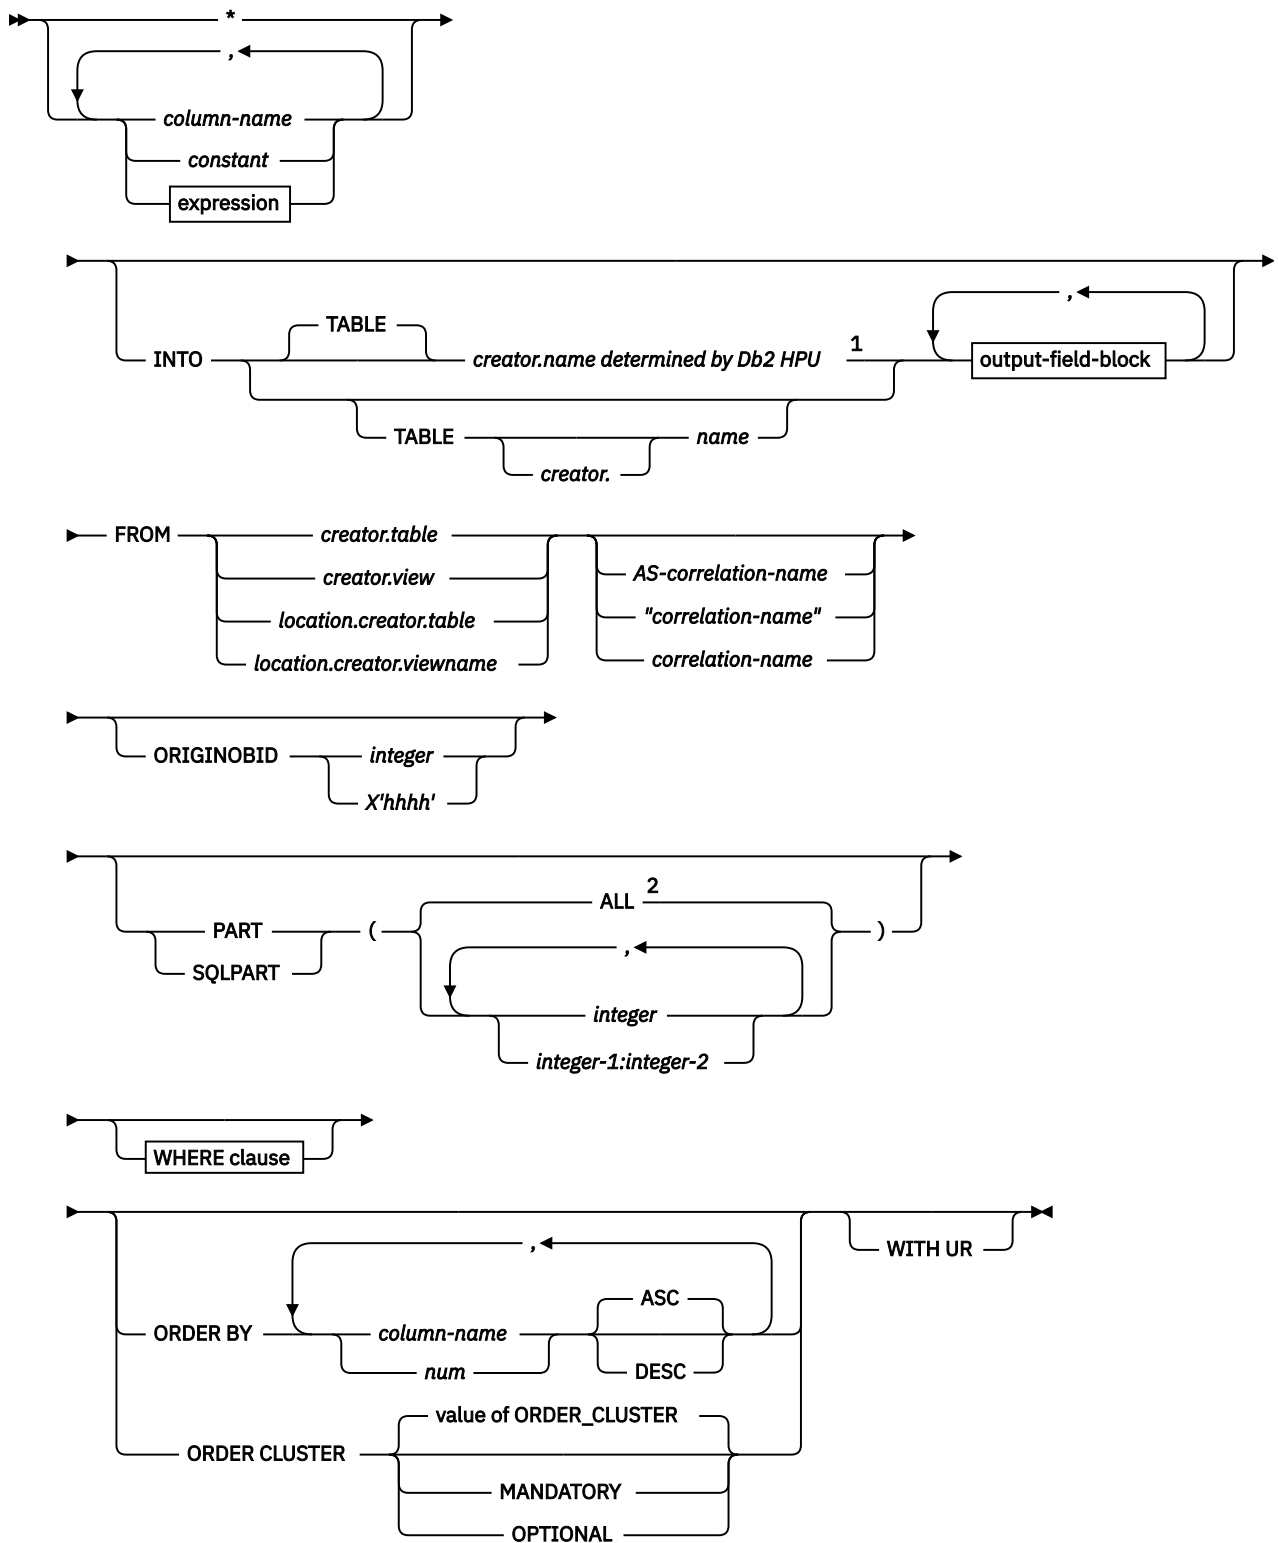 *
,
column-name
constant
expression
,
TABLE
INTO creator.name determined by Db2 HPU 1 output-field-block
TABLE name
creator.
FROM creator.table
creator.view AS-correlation-name
location.creator.table "correlation-name"
location.creator.viewname correlation-name
ORIGINOBID integer
X'hhhh'
ALL 2
PART ( )
SQLPART ,
integer
integer-1:integer-2
WHERE clause
,
WITH UR
ASC
ORDER BY column-name
num DESC
value of ORDER_CLUSTER
ORDER CLUSTER
MANDATORY
OPTIONAL